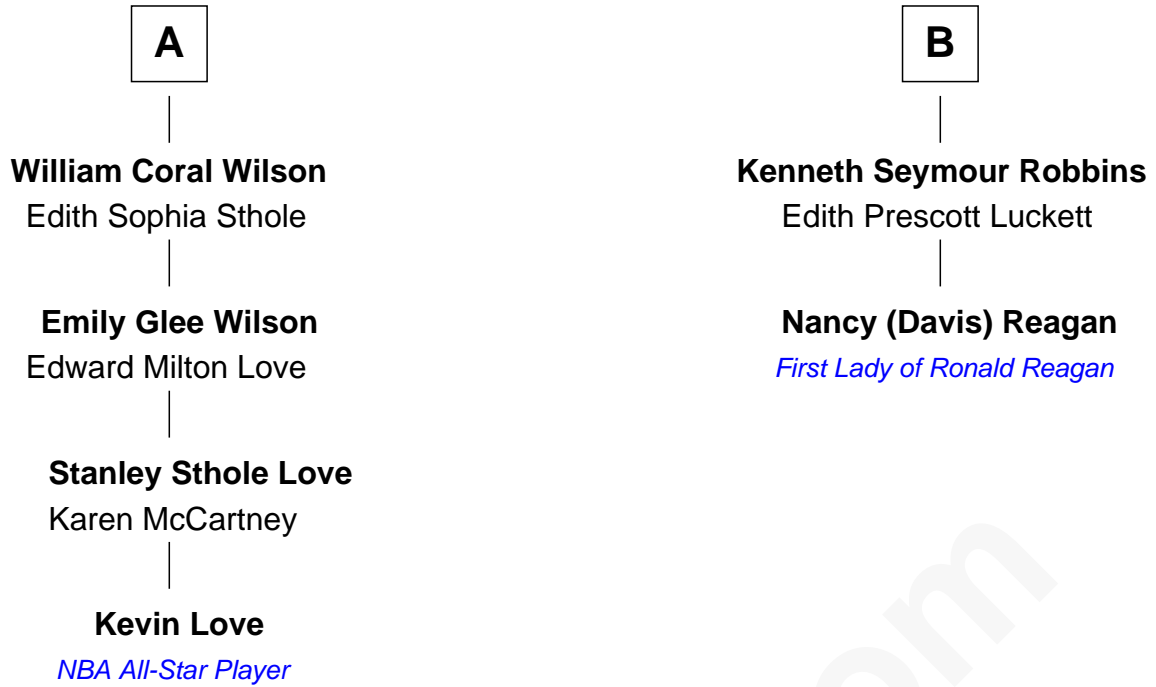 A
William Coral Wilson
Edith Sophia Sthole
Emily Glee Wilson
Edward Milton Love
Stanley Sthole Love
Karen McCartney
Kevin Love
NBA All-Star Player
B
Kenneth Seymour Robbins
Edith Prescott Luckett
Nancy (Davis) Reagan
First Lady of Ronald Reagan
om